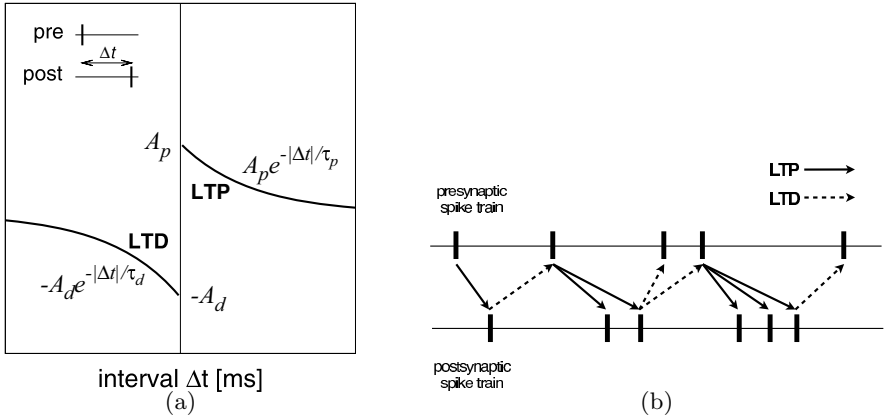 pre
Δt
post
A_p
A_p e^{-|Δt|/τ_p}
LTP
LTD
-A_d e^{-|Δt|/τ_d}
-A_d
interval Δt [ms]
(a)
LTP
LTD
presynaptic
spike train
postsynaptic
spike train
(b)